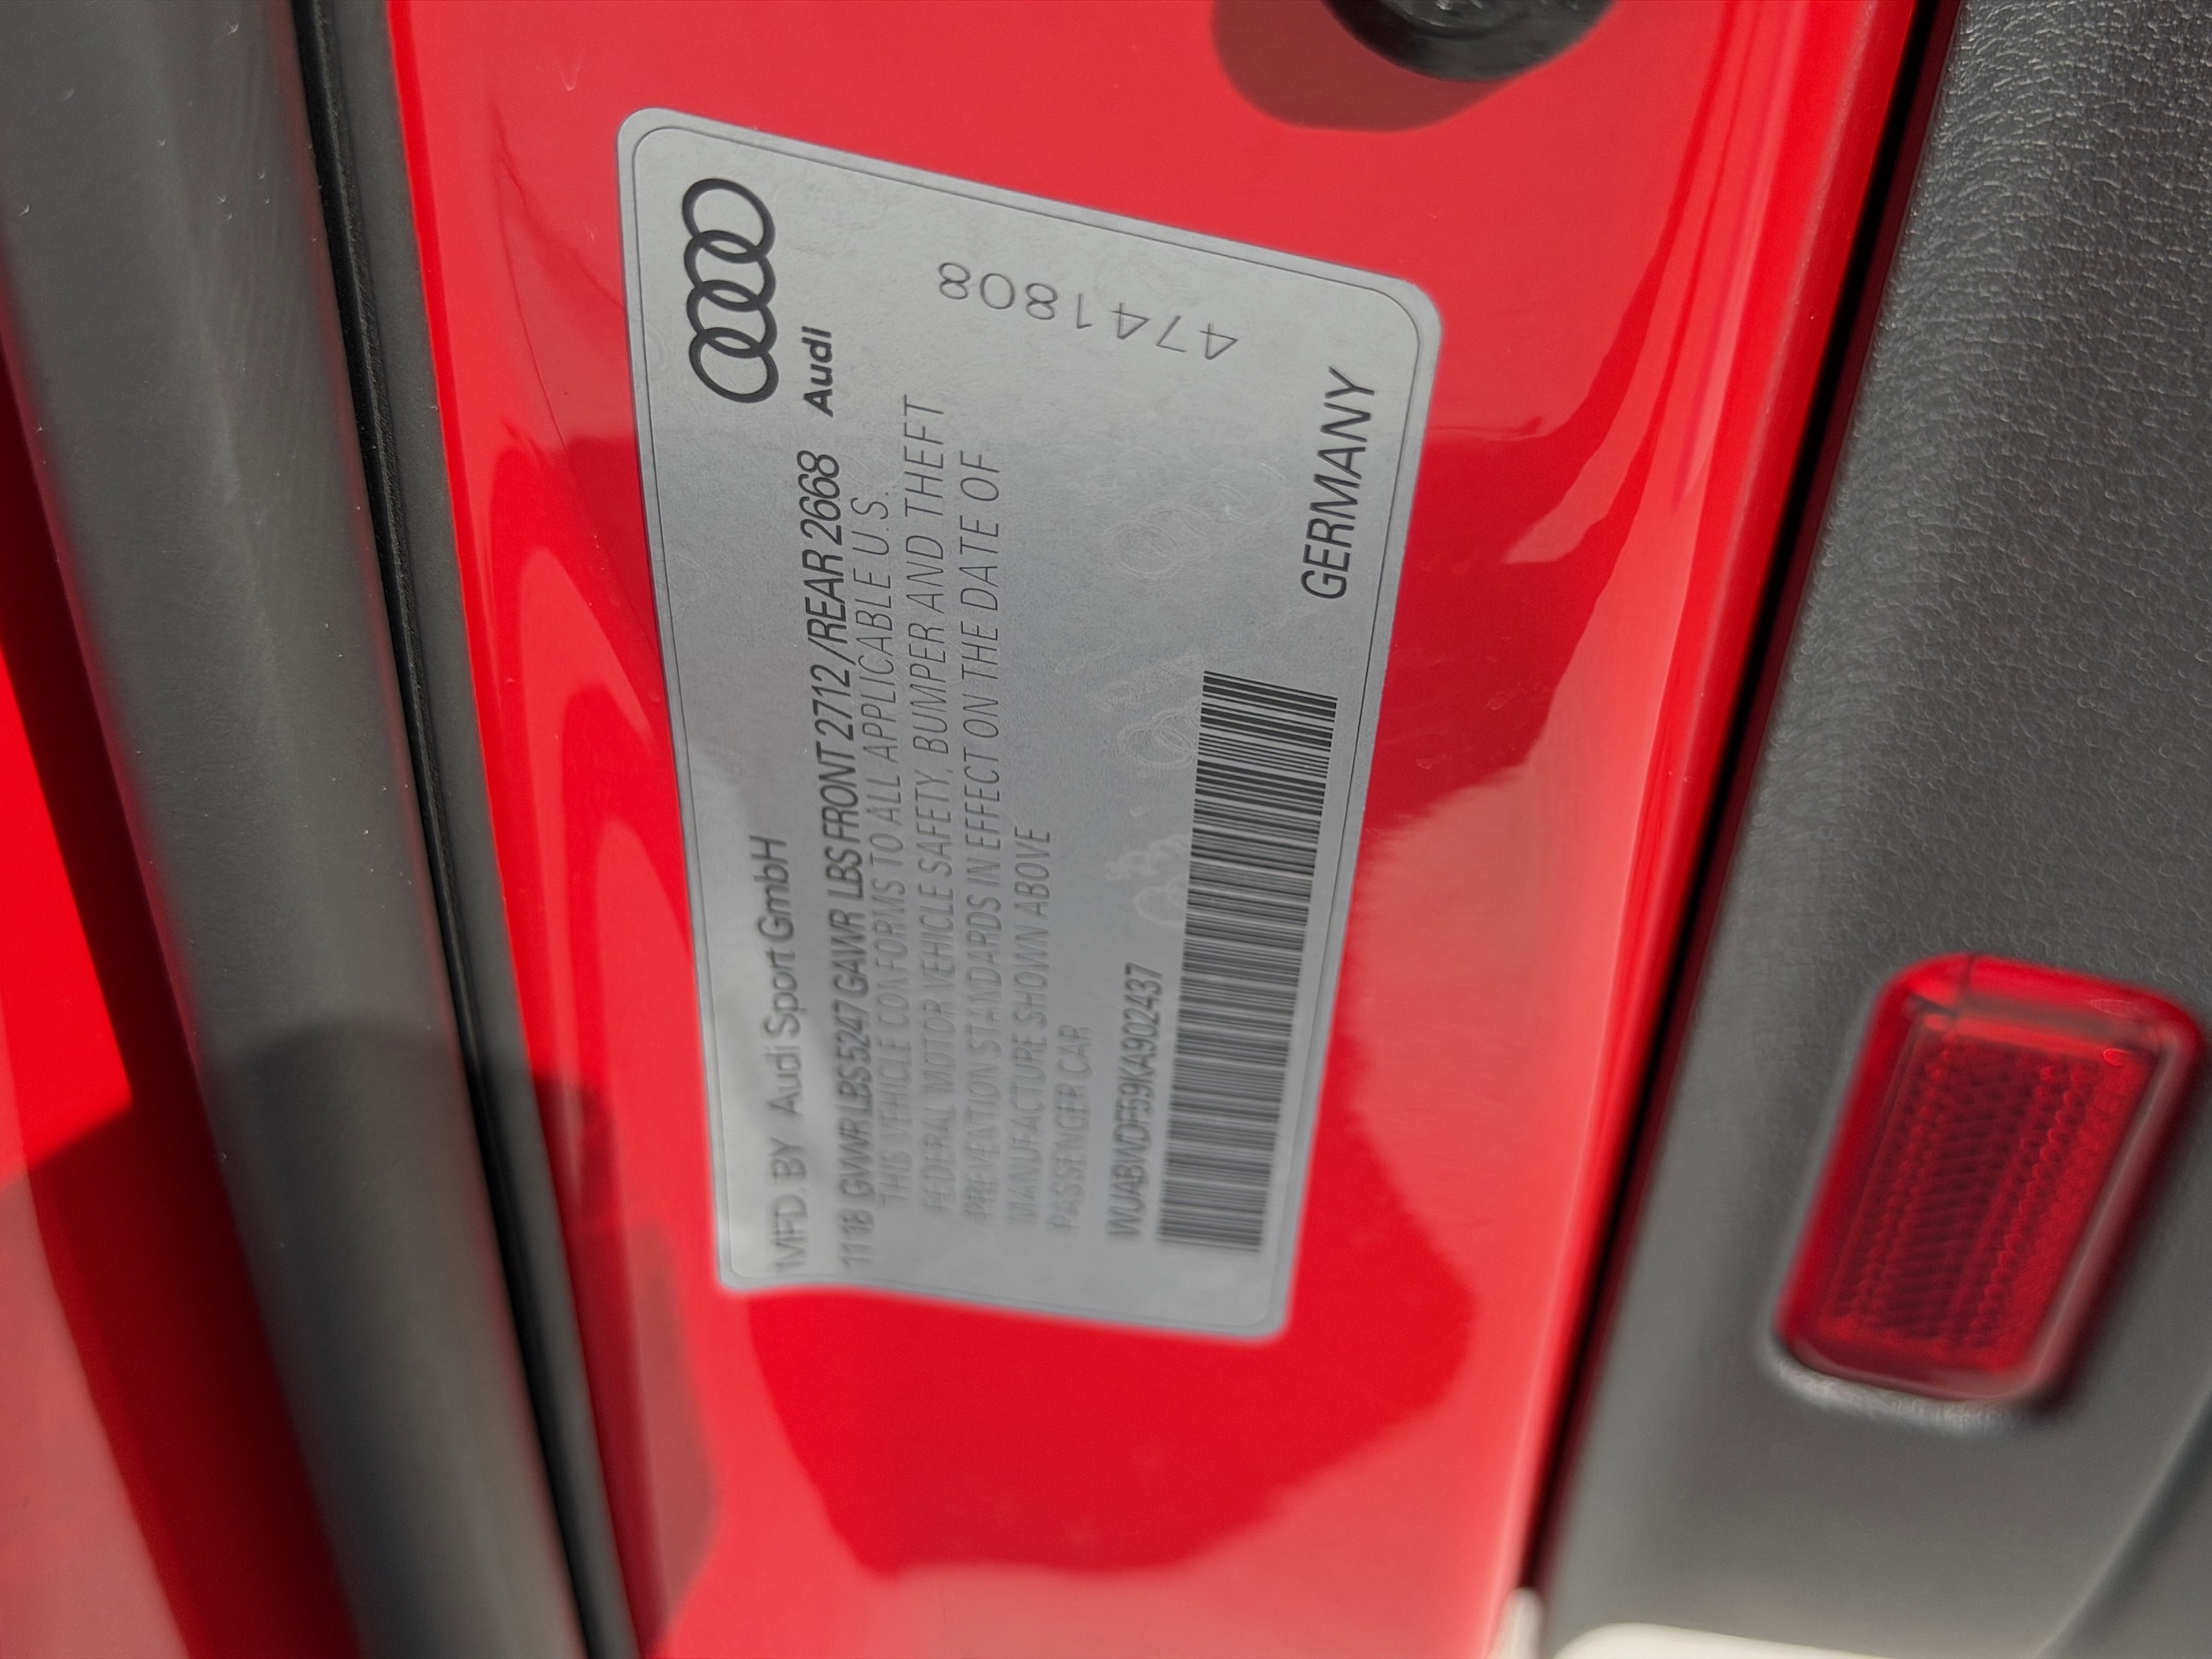 MFD BY Audi Sport GmbH
Audi
11 18 GVWR LBS 5247 GAWR LBS FRONT 2712 / REAR 2668
THIS VEHICLE CONFORMS TO ALL APPLICABLE U.S.
FEDERAL MOTOR VEHICLE SAFETY, BUMPER AND THEFT
PREVENTION STANDARDS IN EFFECT ON THE DATE OF
MANUFACTURE SHOWN ABOVE
PASSENGER CAR
WUABWDF59KA902437
GERMANY
4741808